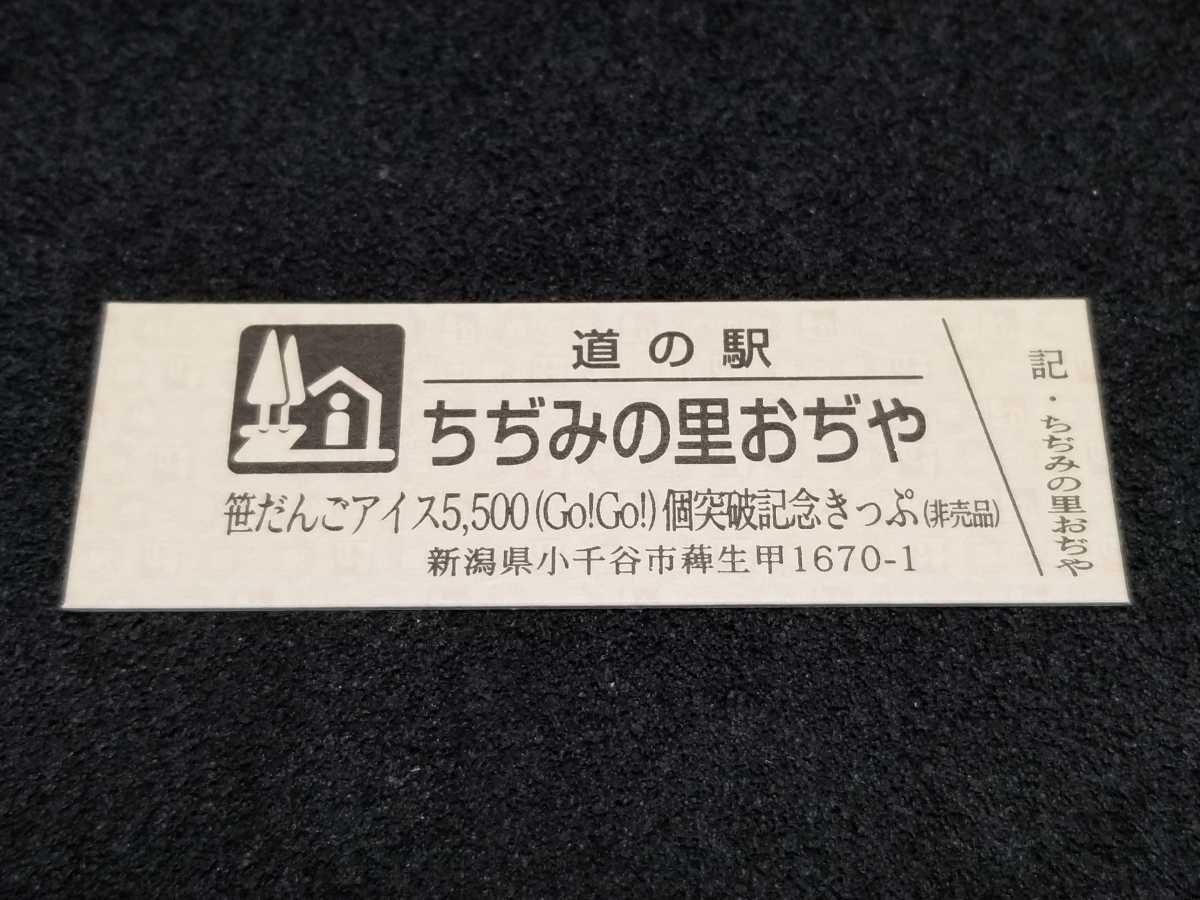 道の駅
ちぢみの里おぢや
笹だんごアイス5,500(Go!Go!)個突破記念きっぷ(非売品)
新潟県小千谷市薭生甲1670-1
記・ちぢみの里おぢや